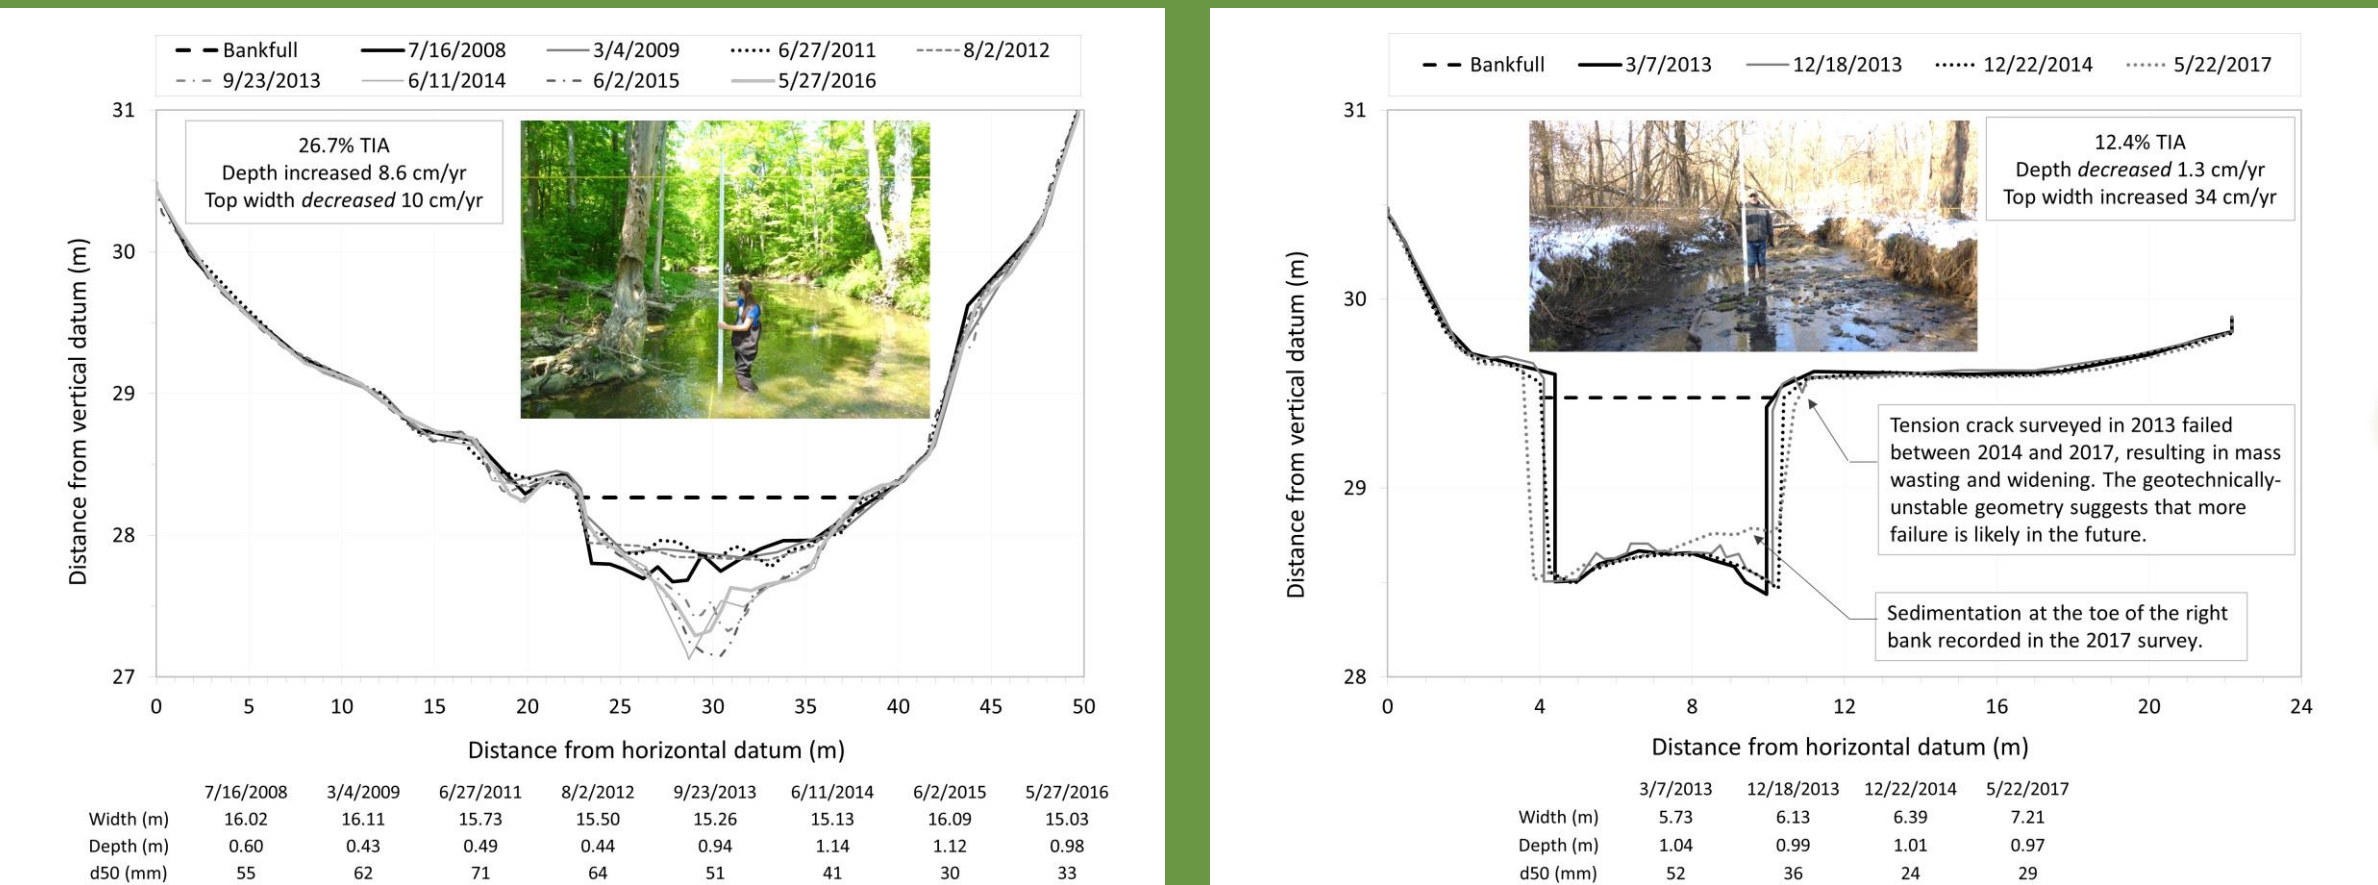 Bankfull 7/16/2008 3/4/2009 6/27/2011 8/2/2012
9/23/2013 6/11/2014 6/2/2015 5/27/2016
31
30
29
28
27
Distance from vertical datum (m)
26.7% TIA
Depth increased 8.6 cm/yr
Top width decreased 10 cm/yr
0 5 10 15 20 25 30 35 40 45 50
Distance from horizontal datum (m)
7/16/2008 3/4/2009 6/27/2011 8/2/2012 9/23/2013 6/11/2014 6/2/2015 5/27/2016
Width (m) 16.02 16.11 15.73 15.50 15.26 15.13 16.09 15.03
Depth (m) 0.60 0.43 0.49 0.44 0.94 1.14 1.12 0.98
d50 (mm) 55 62 71 64 51 41 30 33
Bankfull 3/7/2013 12/18/2013 12/22/2014 5/22/2017
31
30
29
28
Distance from vertical datum (m)
12.4% TIA
Depth decreased 1.3 cm/yr
Top width increased 34 cm/yr
Tension crack surveyed in 2013 failed
between 2014 and 2017, resulting in mass
wasting and widening. The geotechnically-
unstable geometry suggests that more
failure is likely in the future.
Sedimentation at the toe of the right
bank recorded in the 2017 survey.
0 4 8 12 16 20 24
Distance from horizontal datum (m)
3/7/2013 12/18/2013 12/22/2014 5/22/2017
Width (m) 5.73 6.13 6.39 7.21
Depth (m) 1.04 0.99 1.01 0.97
d50 (mm) 52 36 24 29